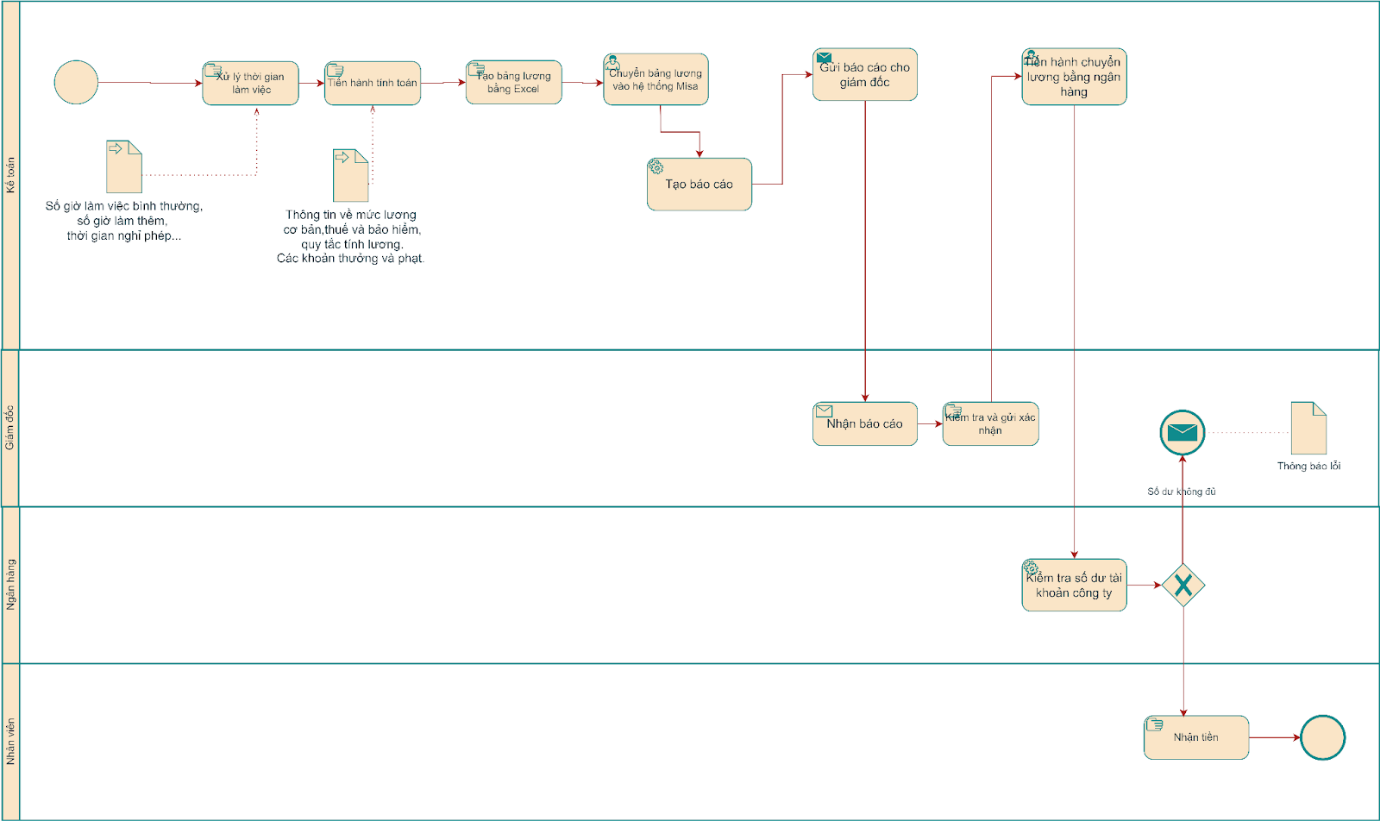 Kế toán
Xử lý thời gian
làm việc
Tiến hành tính toán
Tạo bảng lương
bằng Excel
Chuyển bảng lương
vào hệ thống Misa
Tạo báo cáo
Gửi báo cáo cho
giám đốc
Tiến hành chuyển
lương bằng ngân
hàng
Số giờ làm việc bình thường,
số giờ làm thêm,
thời gian nghỉ phép...
Thông tin về mức lương
cơ bản,thuế và bảo hiểm,
quy tắc tính lương.
Các khoản thưởng và phạt.
Giám đốc
Nhận báo cáo
Kiểm tra và gửi xác
nhận
Thông báo lỗi
Số dư không đủ
Ngân hàng
Kiểm tra số dư tài
khoản công ty
Nhân viên
Nhận tiền